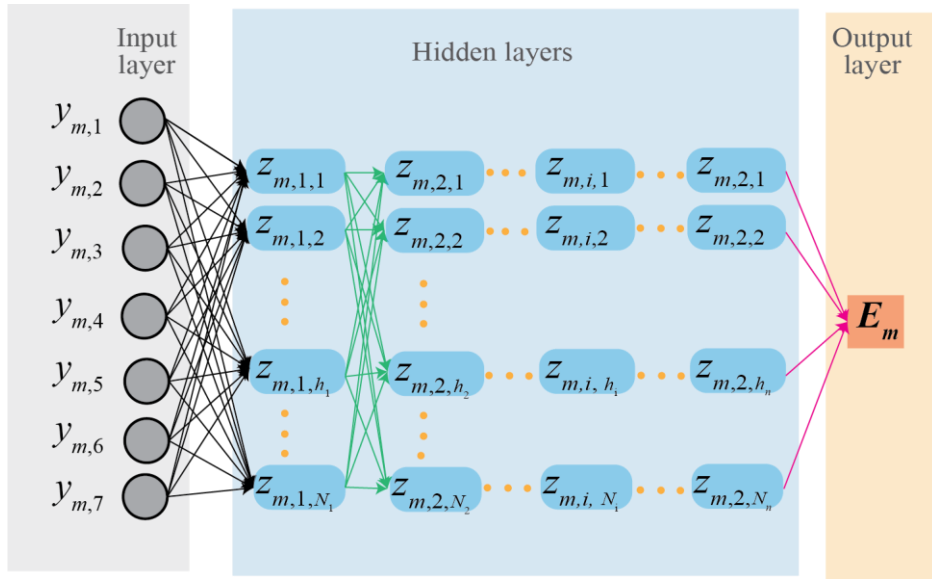 Input
layer
Hidden layers
Output
layer
y_{m,1}
y_{m,2}
y_{m,3}
y_{m,4}
y_{m,5}
y_{m,6}
y_{m,7}
z_{m,1,1} z_{m,2,1} z_{m,i,1} z_{m,2,1}
z_{m,1,2} z_{m,2,2} z_{m,i,2} z_{m,2,2}
z_{m,1,h_1} z_{m,2,h_2} z_{m,i,h_i} z_{m,2,h_n}
z_{m,1,N_1} z_{m,2,N_2} z_{m,i,N_i} z_{m,2,N_n}
E_m